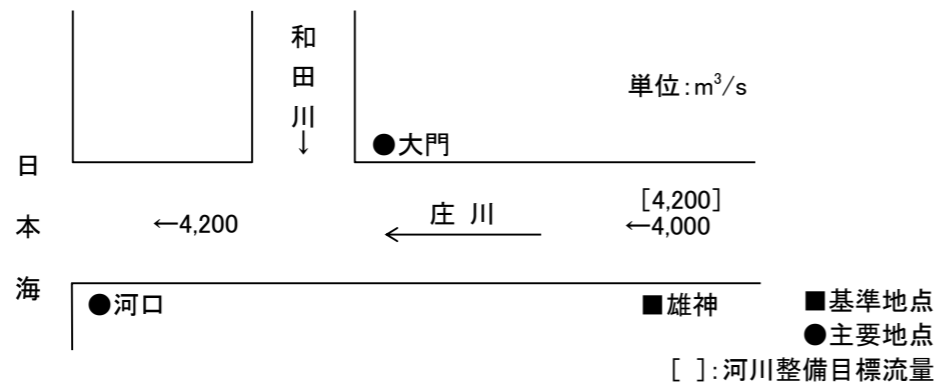 和田川↓
単位:m³/s
●大門
日本海
[4,200]
←4,000
庄川
←4,200
●河口
■雄神
■基準地点
●主要地点
[ ]:河川整備目標流量